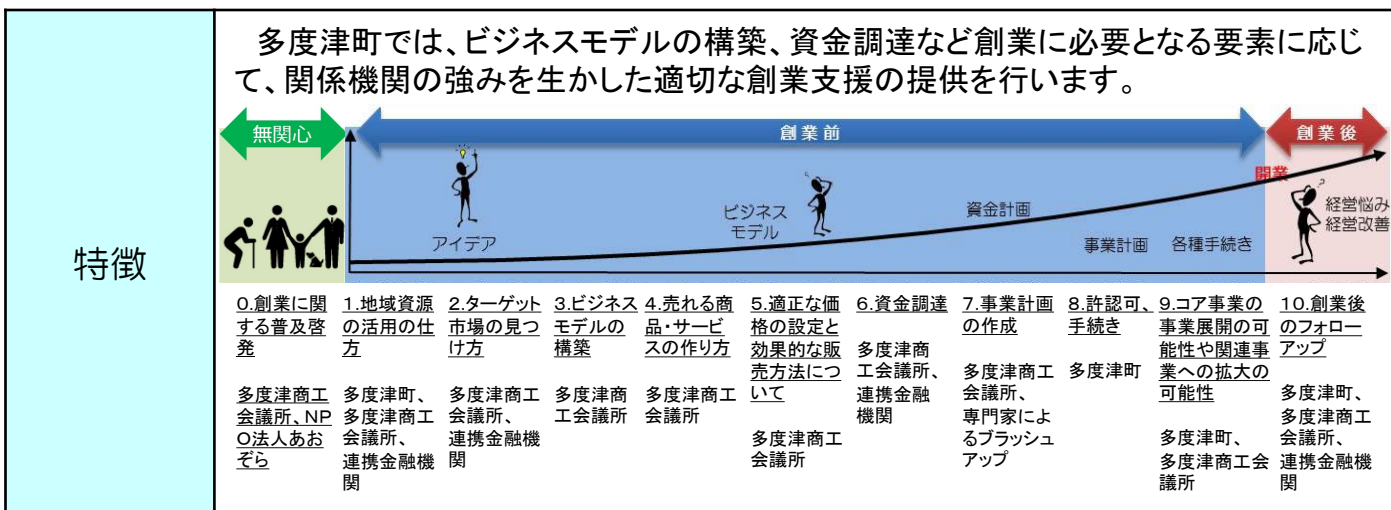 特徴
多度津町では、ビジネスモデルの構築、資金調達など創業に必要となる要素に応じ
て、関係機関の強みを生かした適切な創業支援の提供を行います。
無関心
創業前
創業後
開業
アイデア
ビジネス
モデル
資金計画
事業計画
各種手続き
経営悩み
経営改善
0.創業に関
する普及啓
発
多度津商工
会議所、NP
O法人あお
ぞら
1.地域資源
の活用の仕
方
多度津町、
多度津商工
会議所、
連携金融機
関
2.ターゲット
市場の見つ
け方
多度津商工
会議所、
連携金融機
関
3.ビジネス
モデルの
構築
多度津商
工会議所
4.売れる商
品・サービ
スの作り方
多度津商工
会議所
5.適正な価
格の設定と
効果的な販
売方法につ
いて
多度津商工
会議所
6.資金調達
多度津商
工会議所、
連携金融
機関
7.事業計画
の作成
多度津商工
会議所、
専門家によ
るブラッシュ
アップ
8.許認可、
手続き
多度津町
9.コア事業の
事業展開の可
能性や関連事
業への拡大の
可能性
多度津町、
多度津商工会
議所
10.創業後
のフォロー
アップ
多度津町、
多度津商工
会議所、
連携金融機
関